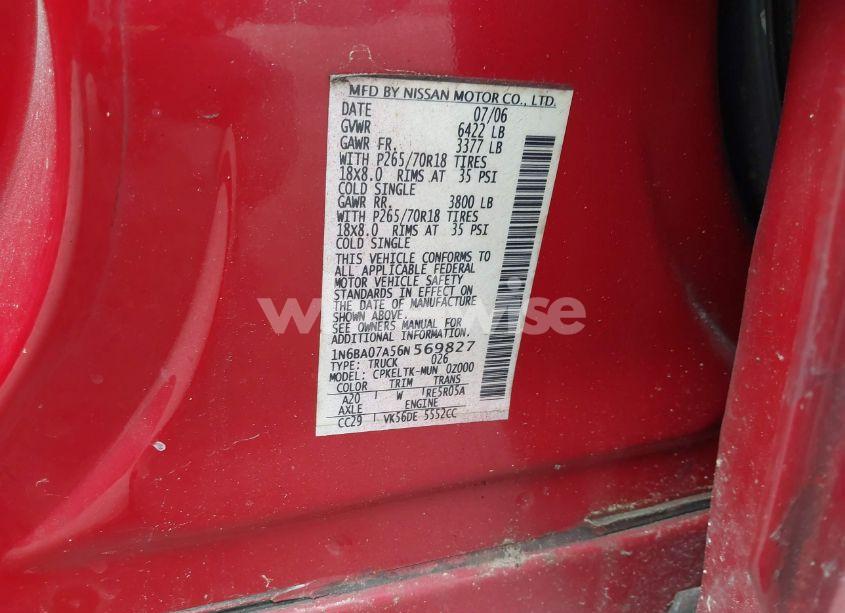 MFD BY NISSAN MOTOR CO., LTD.
DATE 07/06
GVWR 6422 LB
GAWR FR. 3377 LB
WITH P265/70R18 TIRES
18X8.0 RIMS AT 35 PSI
COLD SINGLE
GAWR RR. 3800 LB
WITH P265/70R18 TIRES
18X8.0 RIMS AT 35 PSI
COLD SINGLE
THIS VEHICLE CONFORMS TO
ALL APPLICABLE FEDERAL
MOTOR VEHICLE SAFETY
STANDARDS IN EFFECT ON
THE DATE OF MANUFACTURE
SHOWN ABOVE.
SEE OWNERS MANUAL FOR
ADDITIONAL INFORMATION.
1N6BA07A56N569827
TYPE: TRUCK 026
MODEL: CPKELTK-MUN 0Z000
COLOR TRIM TRANS
A20 W RE5R05A
AXLE ENGINE
CC29 VK56DE 5552CC